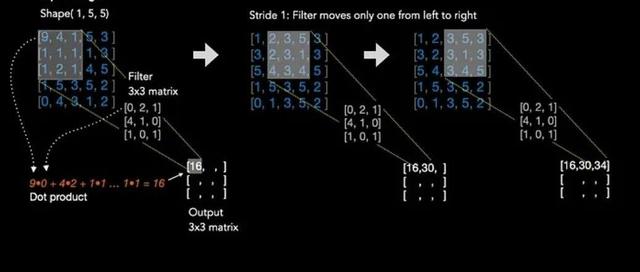 Shape( 1, 5, 5)
[9, 4, 1, 5, 3 ]
[1, 1, 1, 1, 3]
[1, 2, 1, 4, 5 ]
[1, 5, 3, 5, 2 ]
[0, 4, 3, 1, 2 ]
Filter
3x3 matrix
[0, 2, 1]
[4, 1, 0]
[1, 0, 1]
9•0 + 4•2 + 1•1 ... 1•1 = 16
Dot product
[16, , ]
[ , , ]
[ , , ]
Output
3x3 matrix
Stride 1: Filter moves only one from left to right
[1, 2, 3, 5, 3 ]
[3, 2, 3, 1, 3 ]
[5, 4, 3, 4, 5 ]
[1, 5, 3, 5, 2 ]
[0, 1, 3, 5, 2 ]
[0, 2, 1]
[4, 1, 0]
[1, 0, 1]
[16,30, ]
[ , , ]
[ , , ]
[1, 2, 3, 5, 3 ]
[3, 2, 3, 1, 3 ]
[5, 4, 3, 4, 5 ]
[1, 5, 3, 5, 2 ]
[0, 1, 3, 5, 2 ]
[0, 2, 1]
[4, 1, 0]
[1, 0, 1]
[16,30,34]
[ , , ]
[ , , ]